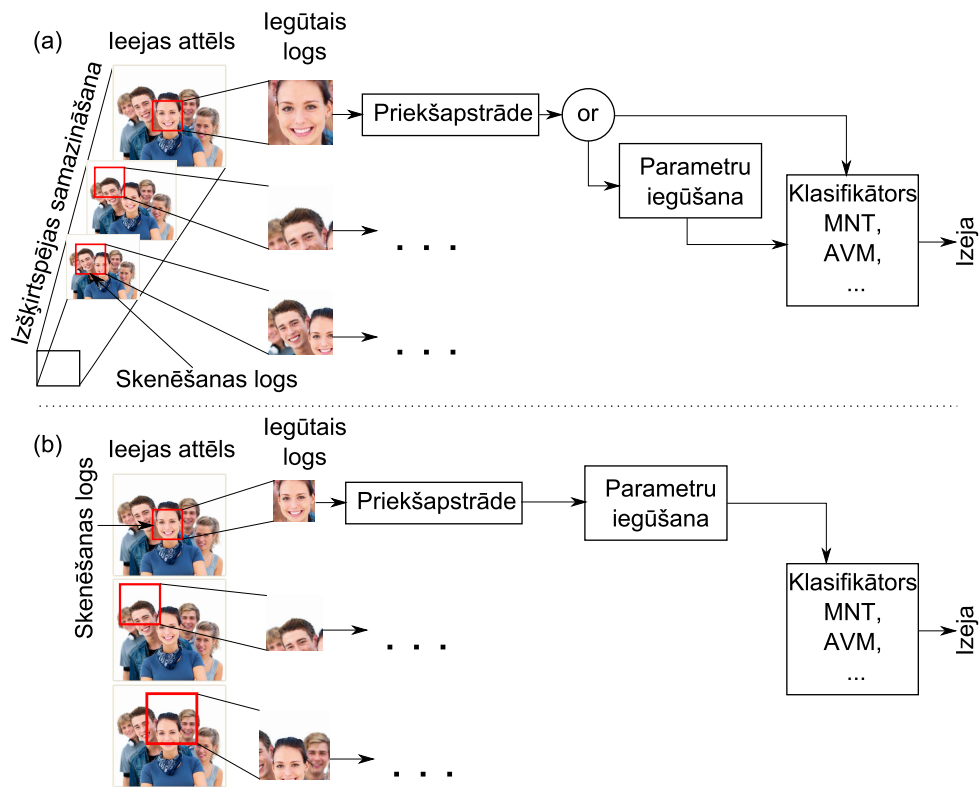 (a)
Ieejas attēls
Iegūtais
logs
Izšķirtspējas samazināšana
Priekšapstrāde
or
Parametru
iegūšana
Klasifikātors
MNT,
AVM,
...
Izeja
. . .
. . .
Skenēšanas logs
(b)
Ieejas attēls
Iegūtais
logs
Skenēšanas logs
Priekšapstrāde
Parametru
iegūšana
Klasifikātors
MNT,
AVM,
...
Izeja
. . .
. . .